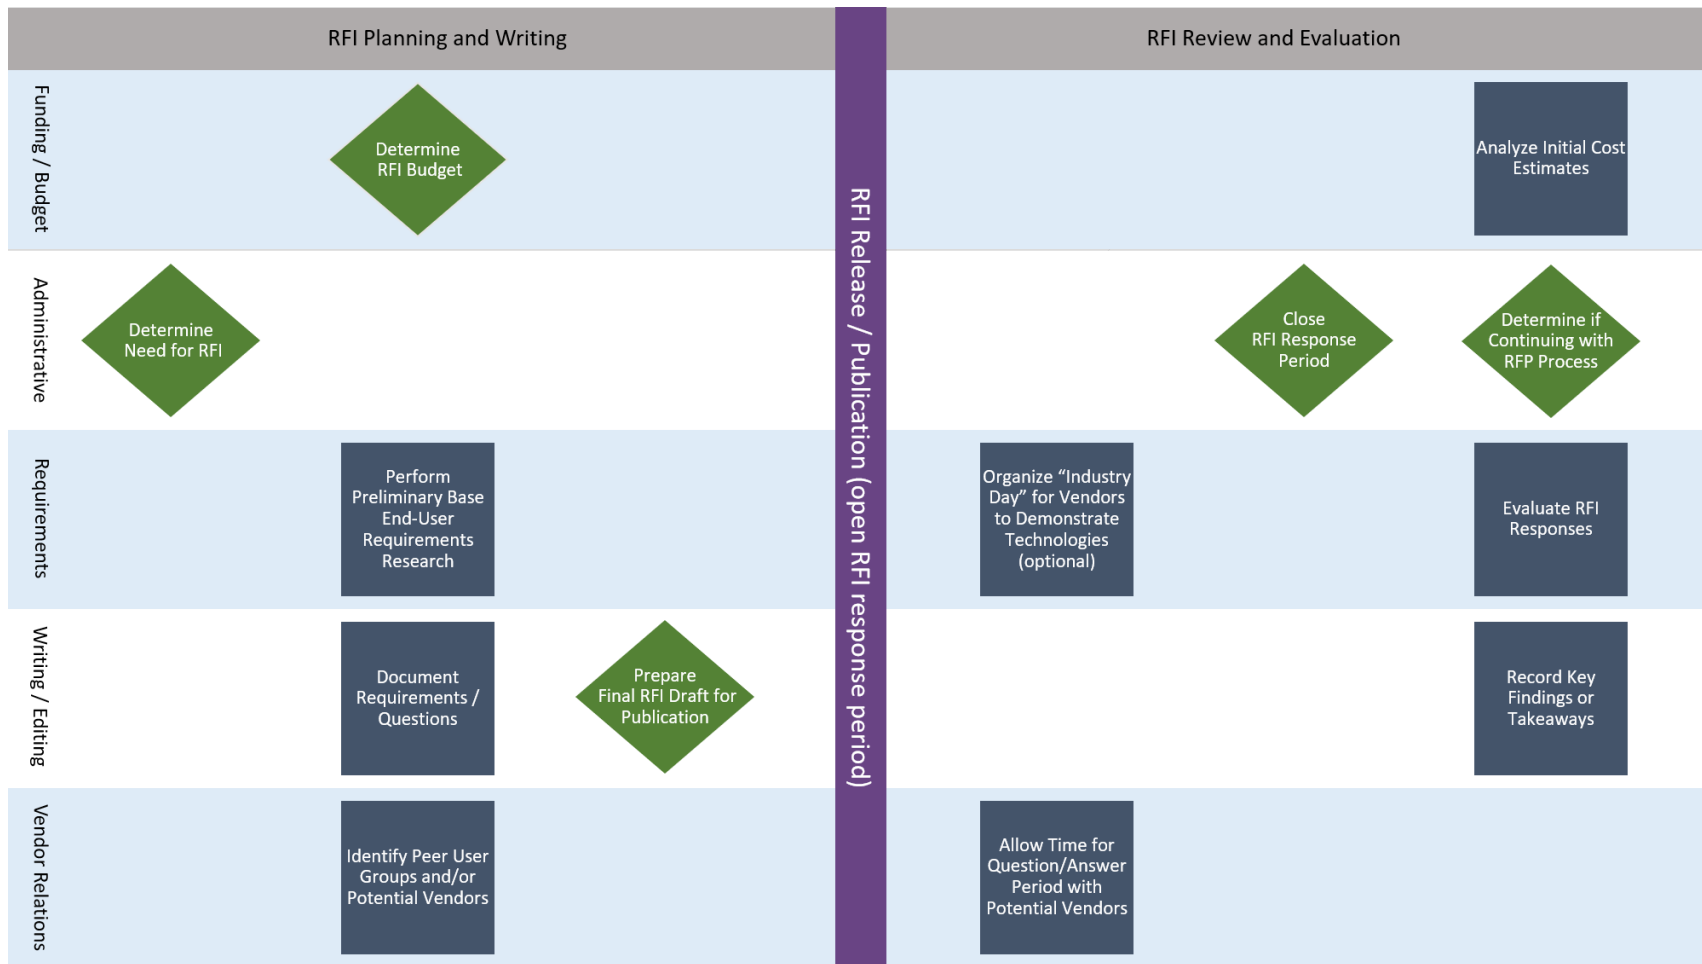 RFI Planning and Writing
RFI Review and Evaluation
RFI Release / Publication (open RFI response period)
Funding / Budget
Determine
RFI Budget
Analyze Initial Cost
Estimates
Administrative
Determine
Need for RFI
Close
RFI Response
Period
Determine if
Continuing with
RFP Process
Requirements
Perform
Preliminary Base
End-User
Requirements
Research
Organize “Industry
Day” for Vendors
to Demonstrate
Technologies
(optional)
Evaluate RFI
Responses
Writing / Editing
Document
Requirements /
Questions
Prepare
Final RFI Draft for
Publication
Record Key
Findings or
Takeaways
Vendor Relations
Identify Peer User
Groups and/or
Potential Vendors
Allow Time for
Question/Answer
Period with
Potential Vendors